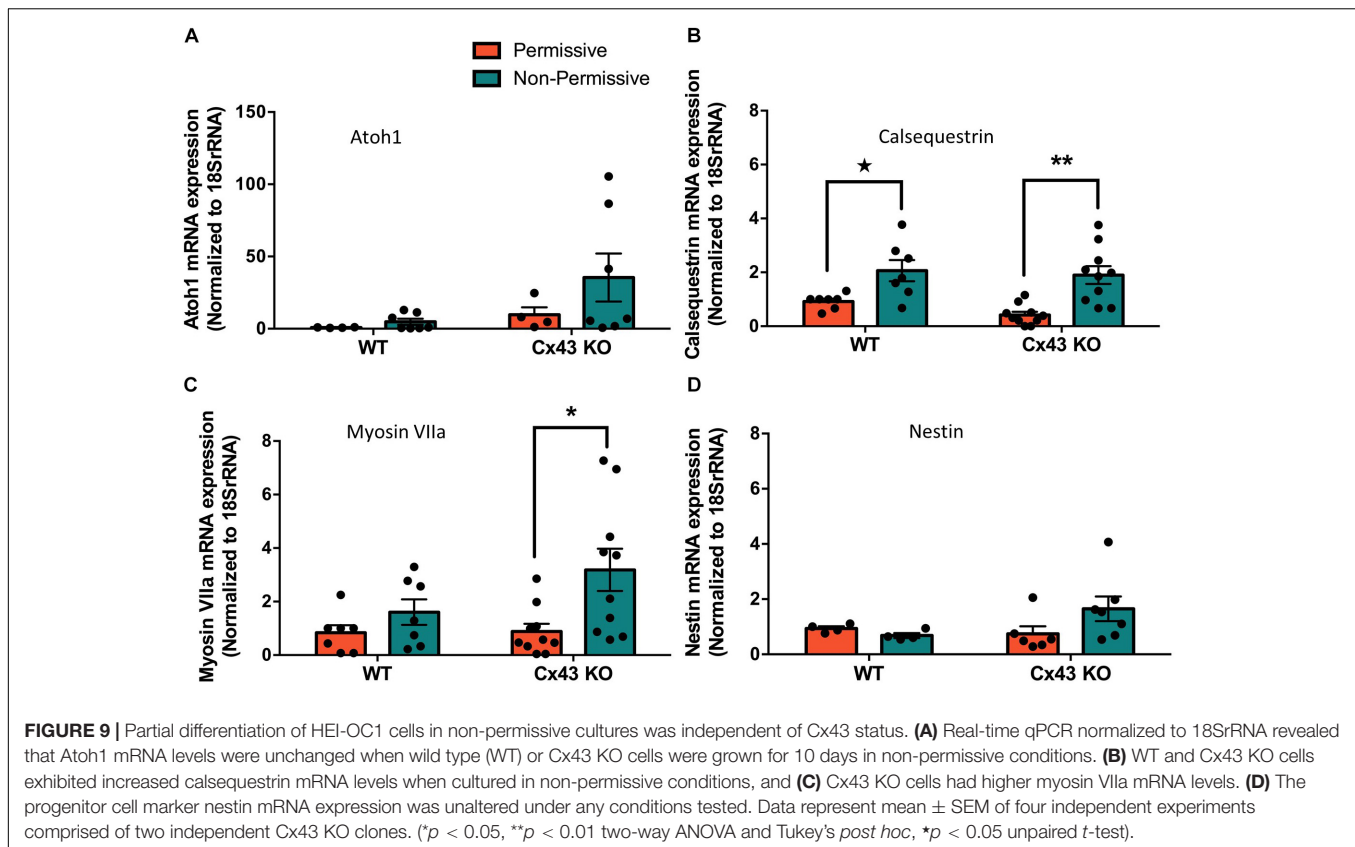 A
Permissive
Non-Permissive
Atoh1 mRNA expression
(Normalized to 18SrRNA)
150
100
50
0
Atoh1
WT
Cx43 KO
B
Calsequestrin mRNA expression
(Normalized to 18SrRNA)
8
6
4
2
0
Calsequestrin
★
**
WT
Cx43 KO
C
Myosin VIIa mRNA expression
(Normalized to 18SrRNA)
8
6
4
2
0
Myosin VIIa
*
WT
Cx43 KO
D
Nestin mRNA expression
(Normalized to 18SrRNA)
8
6
4
2
0
Nestin
WT
Cx43 KO
FIGURE 9 | Partial differentiation of HEI-OC1 cells in non-permissive cultures was independent of Cx43 status. (A) Real-time qPCR normalized to 18SrRNA revealed
that Atoh1 mRNA levels were unchanged when wild type (WT) or Cx43 KO cells were grown for 10 days in non-permissive conditions. (B) WT and Cx43 KO cells
exhibited increased calsequestrin mRNA levels when cultured in non-permissive conditions, and (C) Cx43 KO cells had higher myosin VIIa mRNA levels. (D) The
progenitor cell marker nestin mRNA expression was unaltered under any conditions tested. Data represent mean ± SEM of four independent experiments
comprised of two independent Cx43 KO clones. (*p < 0.05, **p < 0.01 two-way ANOVA and Tukey's post hoc, ★p < 0.05 unpaired t-test).